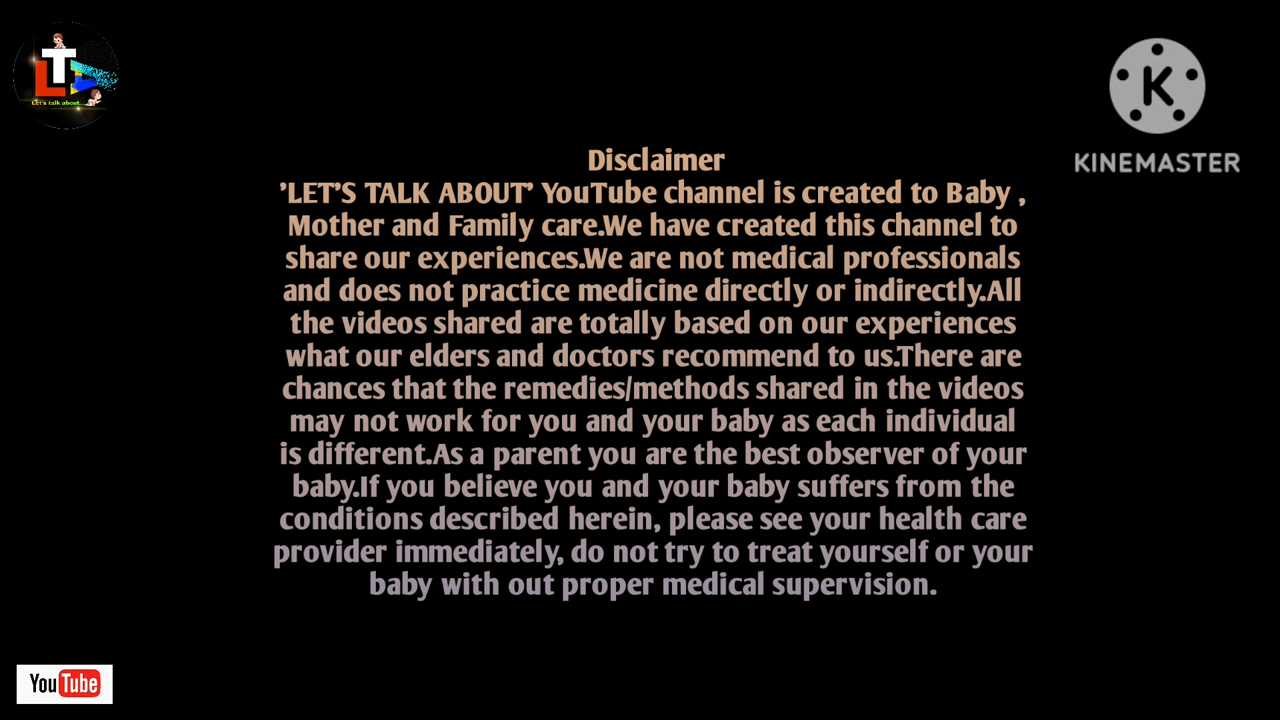 LT
Let's talk about
K
KINEMASTER
Disclaimer
'LET'S TALK ABOUT' YouTube channel is created to Baby ,
Mother and Family care.We have created this channel to
share our experiences.We are not medical professionals
and does not practice medicine directly or indirectly.All
the videos shared are totally based on our experiences
what our elders and doctors recommend to us.There are
chances that the remedies/methods shared in the videos
may not work for you and your baby as each individual
is different.As a parent you are the best observer of your
baby.If you believe you and your baby suffers from the
conditions described herein, please see your health care
provider immediately, do not try to treat yourself or your
baby with out proper medical supervision.
YouTube